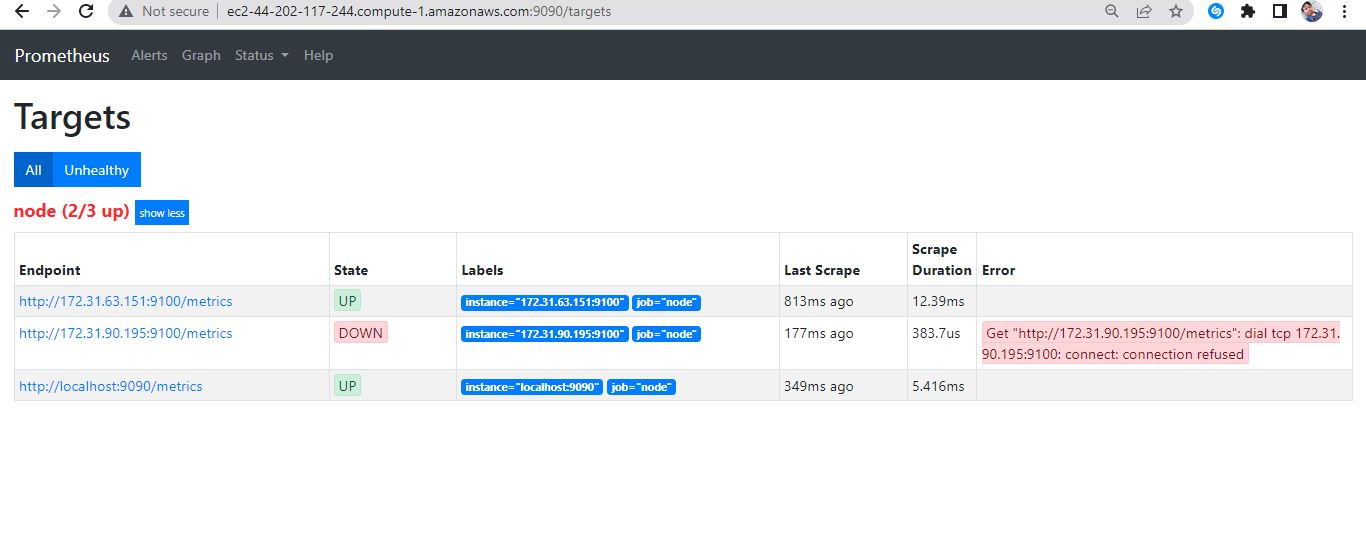 Not secure | ec2-44-202-117-244.compute-1.amazonaws.com:9090/targets
Prometheus Alerts Graph Status Help
Targets
All Unhealthy
node (2/3 up) show less
Endpoint State Labels Last Scrape Scrape Duration Error
http://172.31.63.151:9100/metrics UP instance="172.31.63.151:9100" job="node" 813ms ago 12.39ms
http://172.31.90.195:9100/metrics DOWN instance="172.31.90.195:9100" job="node" 177ms ago 383.7us Get "http://172.31.90.195:9100/metrics": dial tcp 172.31.
90.195:9100: connect: connection refused
http://localhost:9090/metrics UP instance="localhost:9090" job="node" 349ms ago 5.416ms